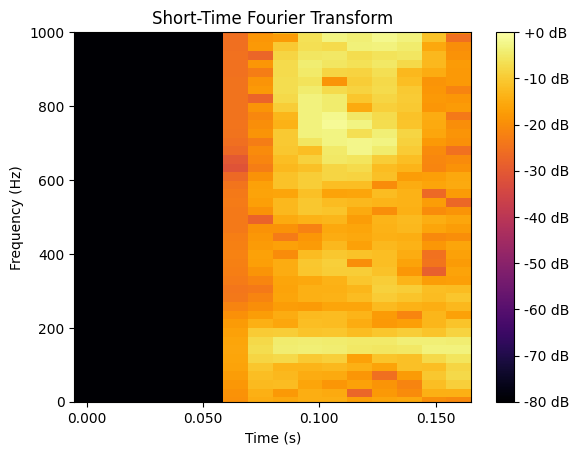 Short-Time Fourier Transform
Frequency (Hz)
1000
800
600
400
200
0
0.000
0.050
0.100
0.150
Time (s)
+0 dB
-10 dB
-20 dB
-30 dB
-40 dB
-50 dB
-60 dB
-70 dB
-80 dB